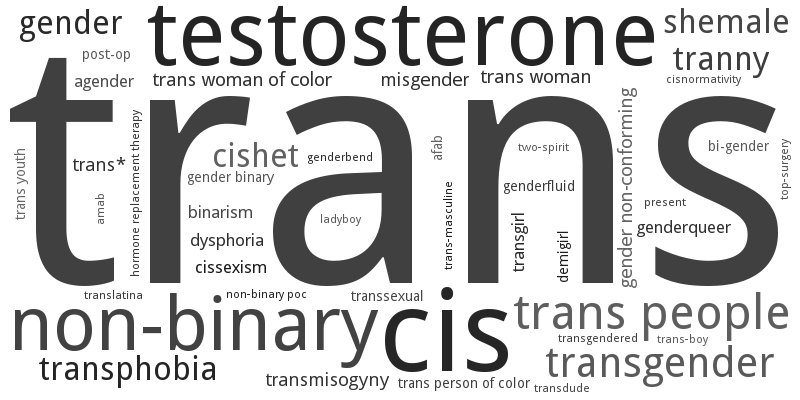 gender
testosterone
shemale
post-op
tranny
agender
trans woman of color
misgender
trans woman
cisnormativity
trans
trans youth
trans*
amab
hormone replacement therapy
cishet
genderbend
gender binary
binarism
ladyboy
dysphoria
cissexism
afab
trans-masculine
two-spirit
genderfluid
transgirl
demigirl
gender non-conforming
bi-gender
present
genderqueer
top-surgery
translatina
non-binary poc
transsexual
non-binary
cis
trans people
transgendered
trans-boy
transphobia
transmisogyny
trans person of color
transgender
transdude